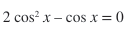 2 cos² x – cos x = 0